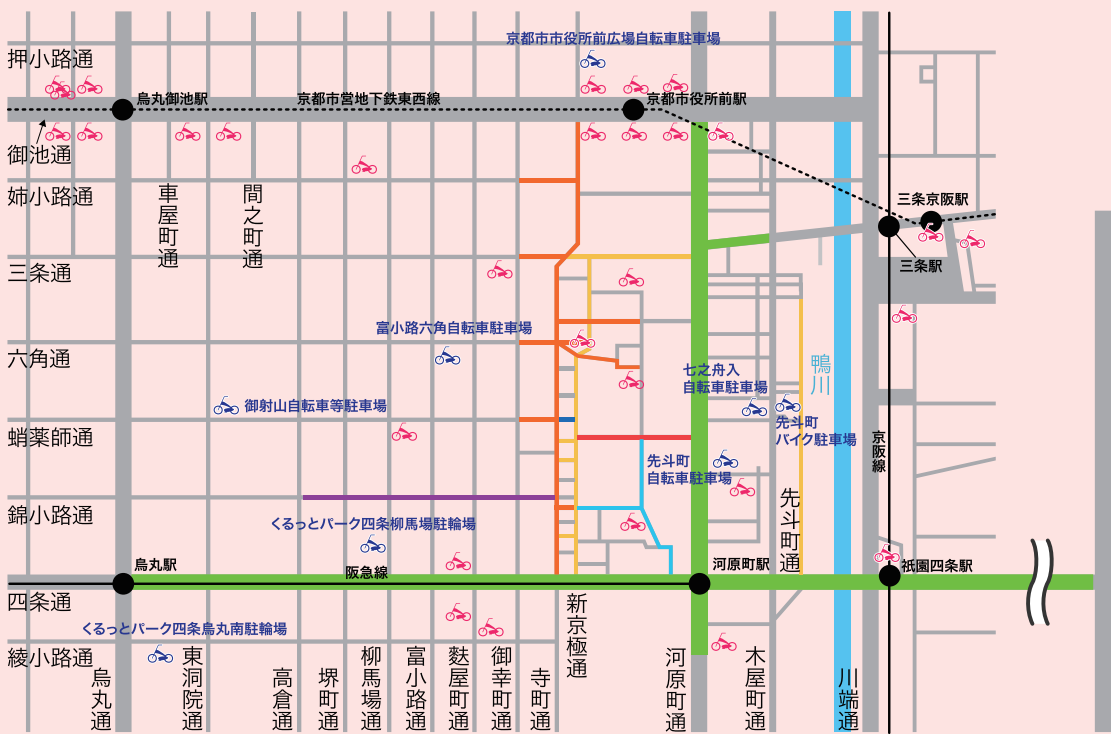 京都市市役所前広場自転車駐車場
押小路通
烏丸御池駅
京都市営地下鉄東西線
京都市役所前駅
御池通
姉小路通
車屋町通
間之町通
三条京阪駅
三条駅
三条通
富小路六角自転車駐車場
六角通
七之舟入
自転車駐車場
鴨川
御射山自転車等駐車場
先斗町
バイク駐車場
蛸薬師通
京阪線
先斗町
自転車駐車場
先斗町通
錦小路通
くるっとパーク四条柳馬場駐輪場
烏丸駅
阪急線
河原町駅
祇園四条駅
四条通
新京極通
くるっとパーク四条烏丸南駐輪場
綾小路通
烏丸通
東洞院通
高倉通
堺町通
柳馬場通
富小路通
麩屋町通
御幸町通
寺町通
河原町通
木屋町通
川端通